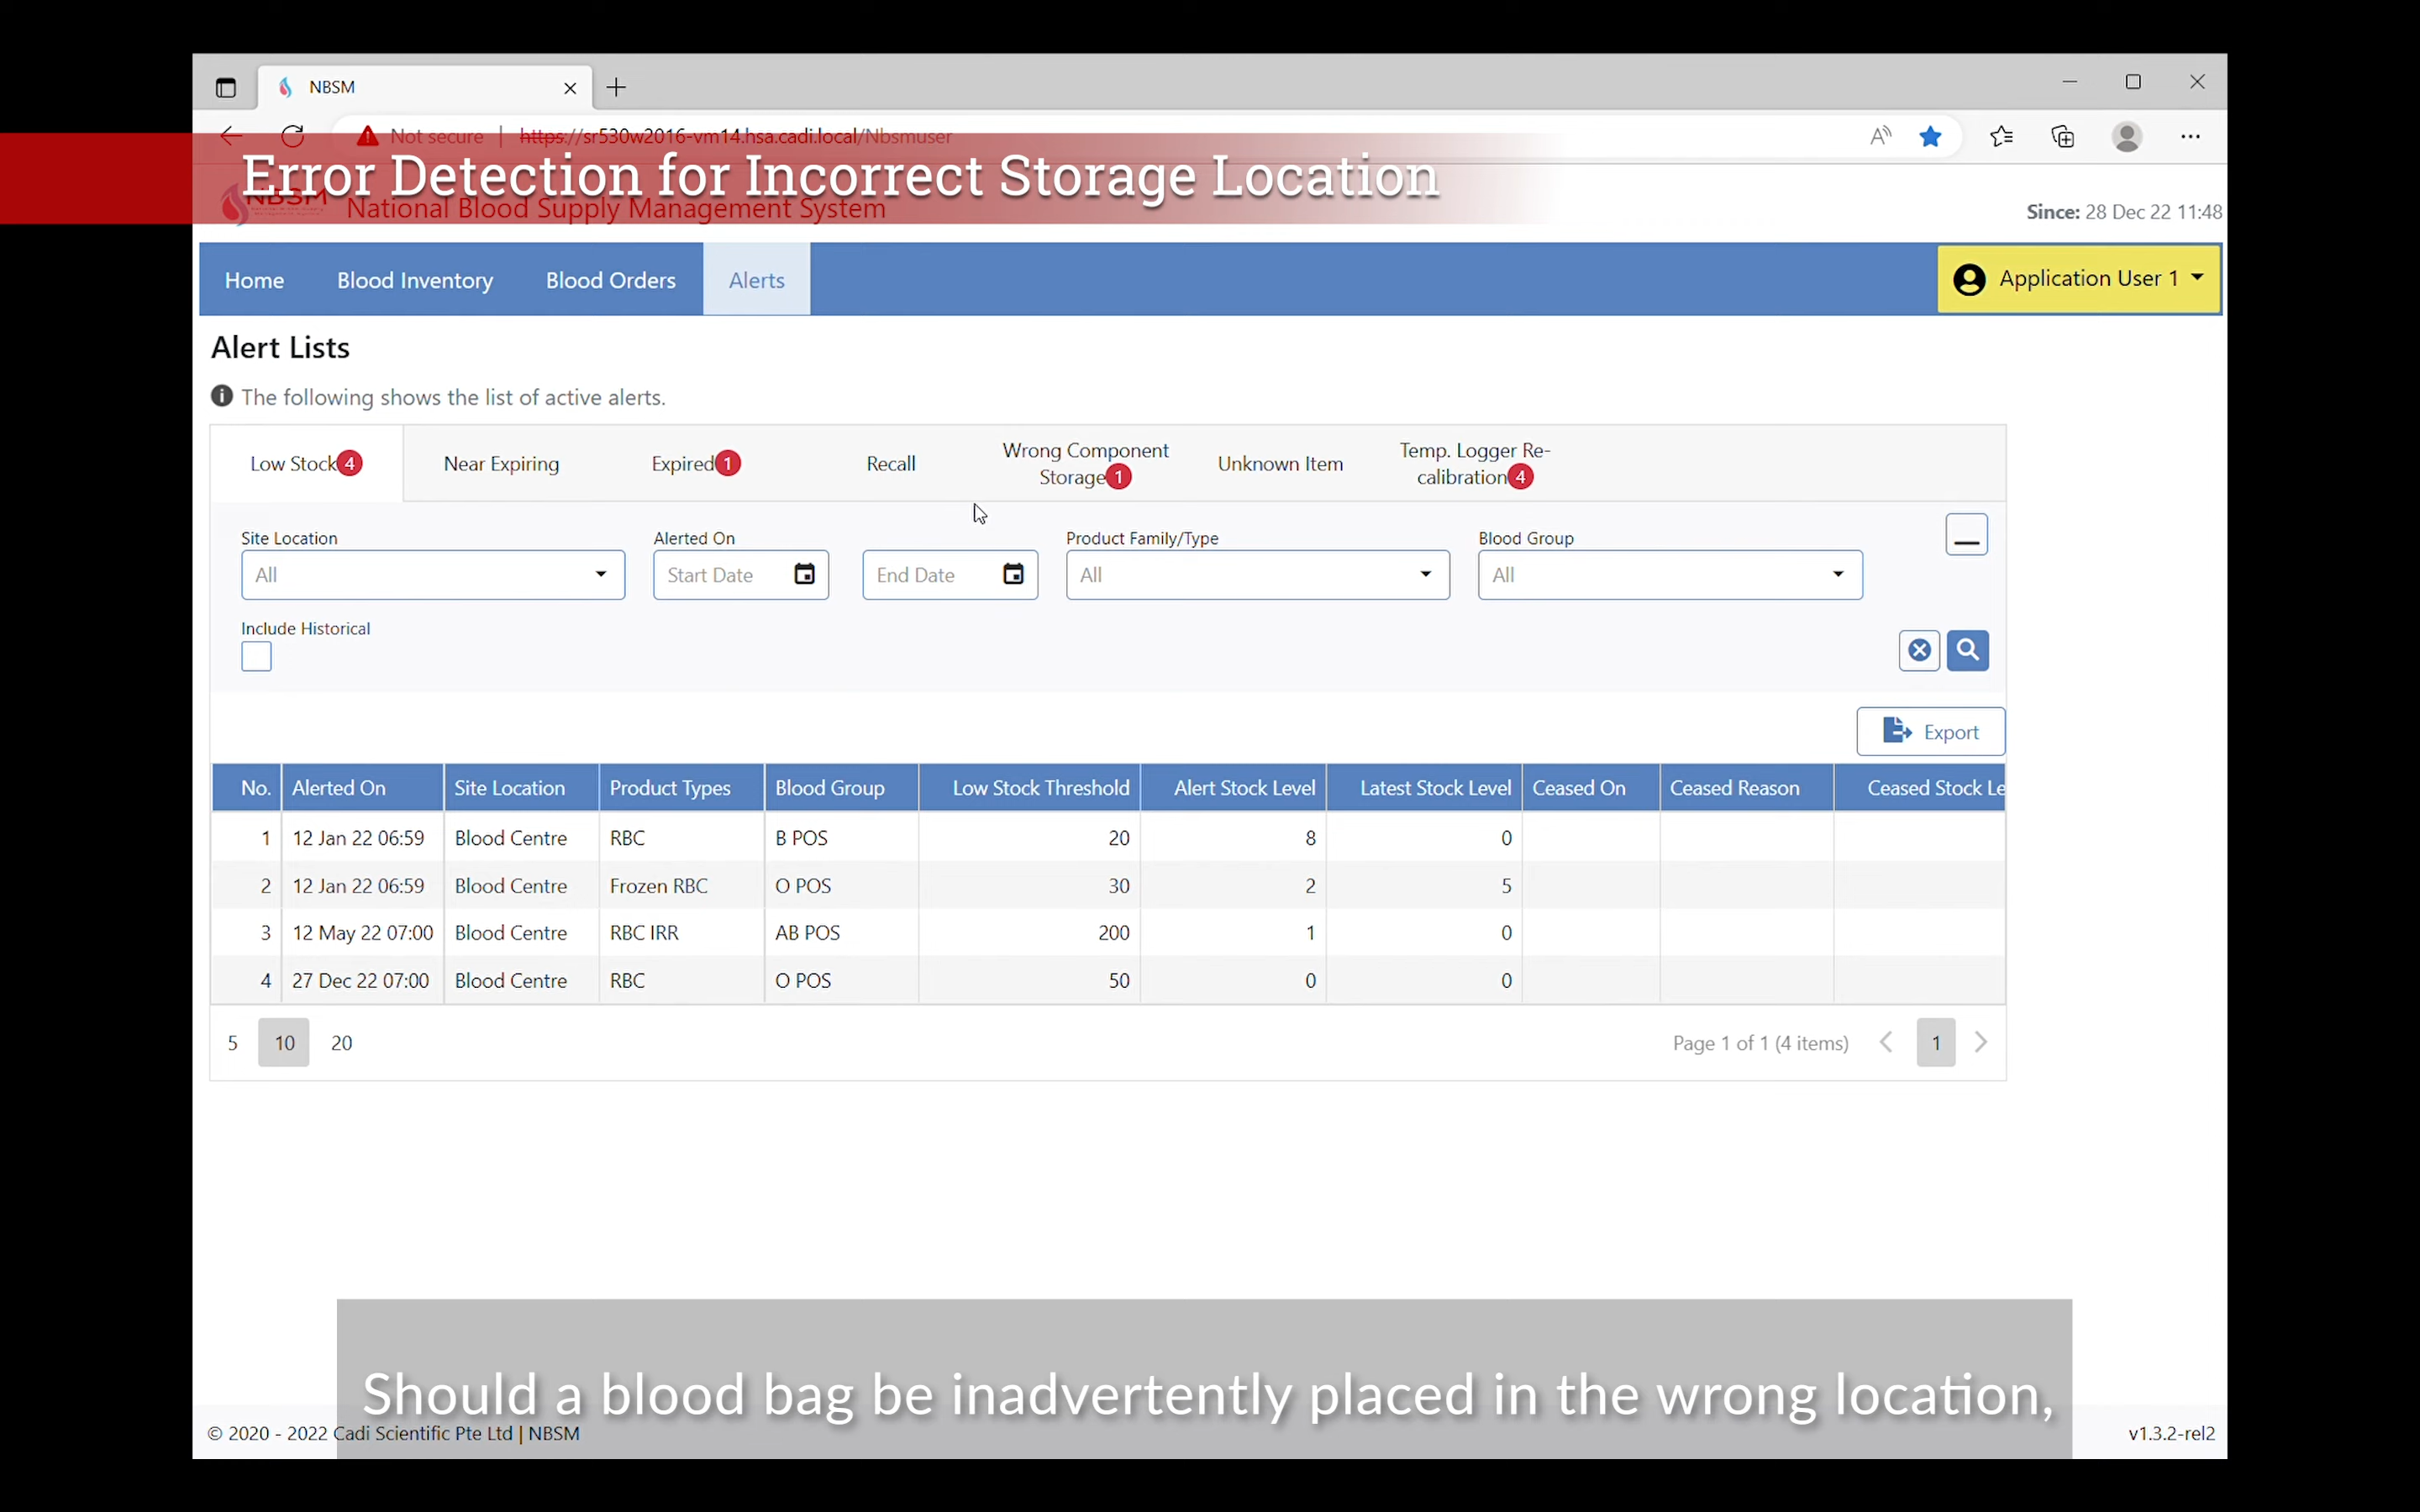 NBSM
Not secure | https://sr530w2016-vm14.hsa.cadi.local/Nbsmuser
Error Detection for Incorrect Storage Location
NBSM
National Blood Supply Management System
Since: 28 Dec 22 11:48
Home Blood Inventory Blood Orders Alerts Application User 1
Alert Lists
The following shows the list of active alerts.
Low Stock 4 Near Expiring Expired 1 Recall Wrong Component Storage 1 Unknown Item Temp. Logger Re-calibration 4
Site Location Alerted On Product Family/Type Blood Group
All Start Date End Date All All
Include Historical
Export
No. Alerted On Site Location Product Types Blood Group Low Stock Threshold Alert Stock Level Latest Stock Level Ceased On Ceased Reason Ceased Stock Le
1 12 Jan 22 06:59 Blood Centre RBC B POS 20 8 0
2 12 Jan 22 06:59 Blood Centre Frozen RBC O POS 30 2 5
3 12 May 22 07:00 Blood Centre RBC IRR AB POS 200 1 0
4 27 Dec 22 07:00 Blood Centre RBC O POS 50 0 0
5 10 20 Page 1 of 1 (4 items) 1
Should a blood bag be inadvertently placed in the wrong location,
© 2020 - 2022 Cadi Scientific Pte Ltd | NBSM v1.3.2-rel2